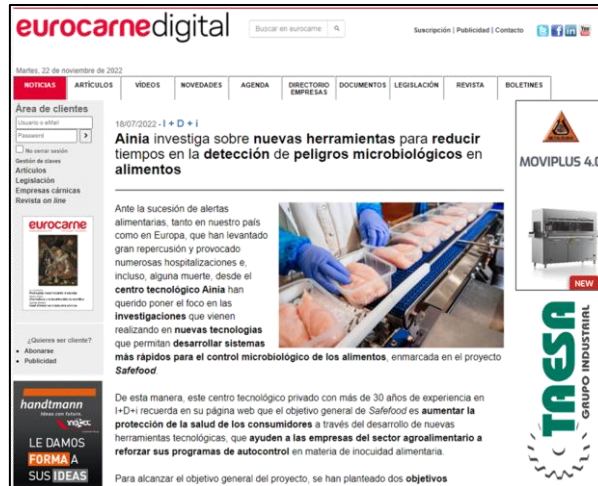 eurocarnedigital
Buscar en eurocarne
Suscripción | Publicidad | Contacto
Martes, 22 de noviembre de 2022
NOTICIAS ARTÍCULOS VÍDEOS NOVEDADES AGENDA DIRECTORIO EMPRESAS DOCUMENTOS LEGISLACIÓN REVISTA BOLETINES
Área de clientes
Usuario o eMail
Password
No cerrar sesión
Gestión de claves
Artículos
Legislación
Empresas cárnicas
Revista on line
eurocarne
¿Quieres ser cliente?
Abonarse
Publicidad
handtmann
Ideas con futuro.
LE DAMOS
FORMA A
SUS IDEAS
18/07/2022 - I + D + i
Ainia investiga sobre nuevas herramientas para reducir
tiempos en la detección de peligros microbiológicos en
alimentos
Ante la sucesión de alertas
alimentarias, tanto en nuestro país
como en Europa, que han levantado
gran repercusión y provocado
numerosas hospitalizaciones e,
incluso, alguna muerte, desde el
centro tecnológico Ainia han
querido poner el foco en las
investigaciones que vienen
realizando en nuevas tecnologías
que permitan desarrollar sistemas
más rápidos para el control microbiológico de los alimentos, enmarcada en el proyecto
Safefood.
De esta manera, este centro tecnológico privado con más de 30 años de experiencia en
I+D+i recuerda en su página web que el objetivo general de Safefood es aumentar la
protección de la salud de los consumidores a través del desarrollo de nuevas
herramientas tecnológicas, que ayuden a las empresas del sector agroalimentario a
reforzar sus programas de autocontrol en materia de inocuidad alimentaria.
Para alcanzar el objetivo general del proyecto, se han planteado dos objetivos
MOVIPLUS 4.0
NEW
TAESA
GRUPO INDUSTRIAL